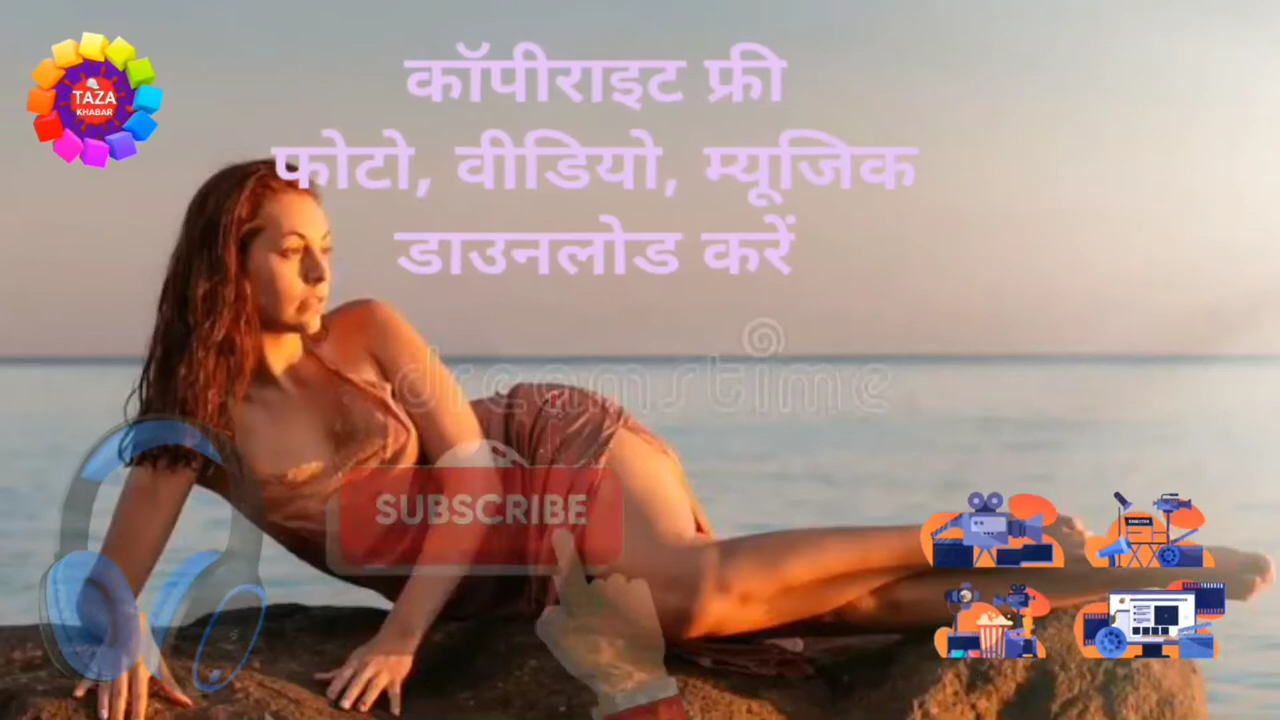 TAZA
KHABAR
कॉपीराइट फ्री
फोटो, वीडियो, म्यूजिक
डाउनलोड करें
dreamstime
SUBSCRIBE